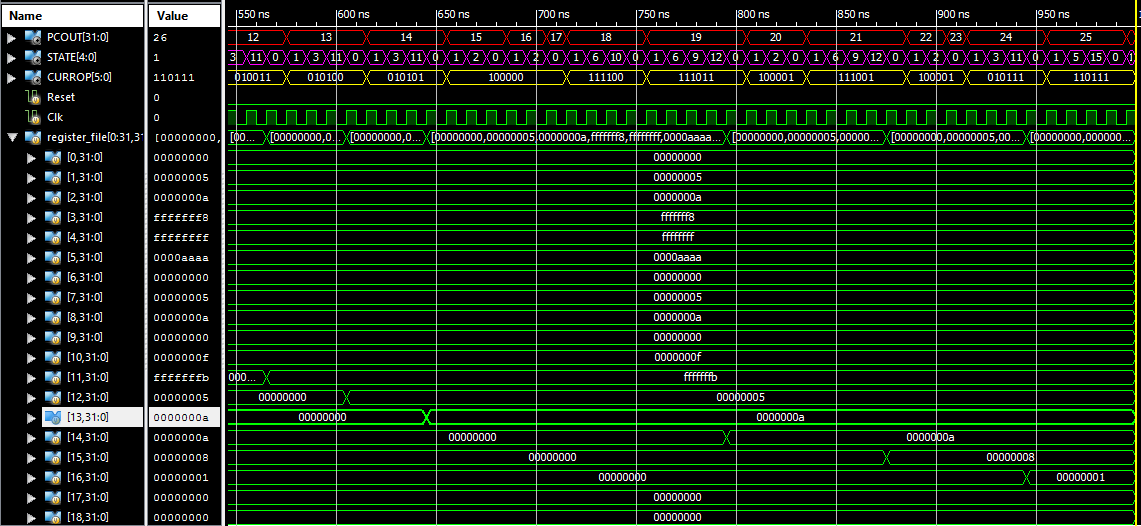 Name Value 550 ns 600 ns 650 ns 700 ns 750 ns 800 ns 850 ns 900 ns 950 ns
PCOUT[31:0] 26 12 13 14 15 16 17 18 19 20 21 22 23 24 25
STATE[4:0] 1 3 11 0 1 3 11 0 1 3 11 0 1 2 0 1 2 0 1 6 10 0 1 6 9 12 0 1 2 0 1 6 9 12 0 1 2 0 1 3 11 0 1 5 15 0 1
CURROP[5:0] 110111 010011 010100 010101 100000 111100 111011 100001 111001 100001 010111 110111
Reset 0
Clk 0
register_file[0:31,31 [00000000, [00... [00000000,0... [00000000,0... [00000000,00000005,0000000a,fffffff8,ffffffff,0000aaaa... [00000000,00000005,00000... [00000000,00000005,00... [00000000,000000...
[0,31:0] 00000000 00000000
[1,31:0] 00000005 00000005
[2,31:0] 0000000a 0000000a
[3,31:0] fffffff8 fffffff8
[4,31:0] ffffffff ffffffff
[5,31:0] 0000aaaa 0000aaaa
[6,31:0] 00000000 00000000
[7,31:0] 00000005 00000005
[8,31:0] 0000000a 0000000a
[9,31:0] 00000000 00000000
[10,31:0] 0000000f 0000000f
[11,31:0] fffffffb 000... fffffffb
[12,31:0] 00000005 00000000 00000005
[13,31:0] 0000000a 00000000 0000000a
[14,31:0] 0000000a 00000000 0000000a
[15,31:0] 00000008 00000000 00000008
[16,31:0] 00000001 00000000 00000001
[17,31:0] 00000000 00000000
[18,31:0] 00000000 00000000